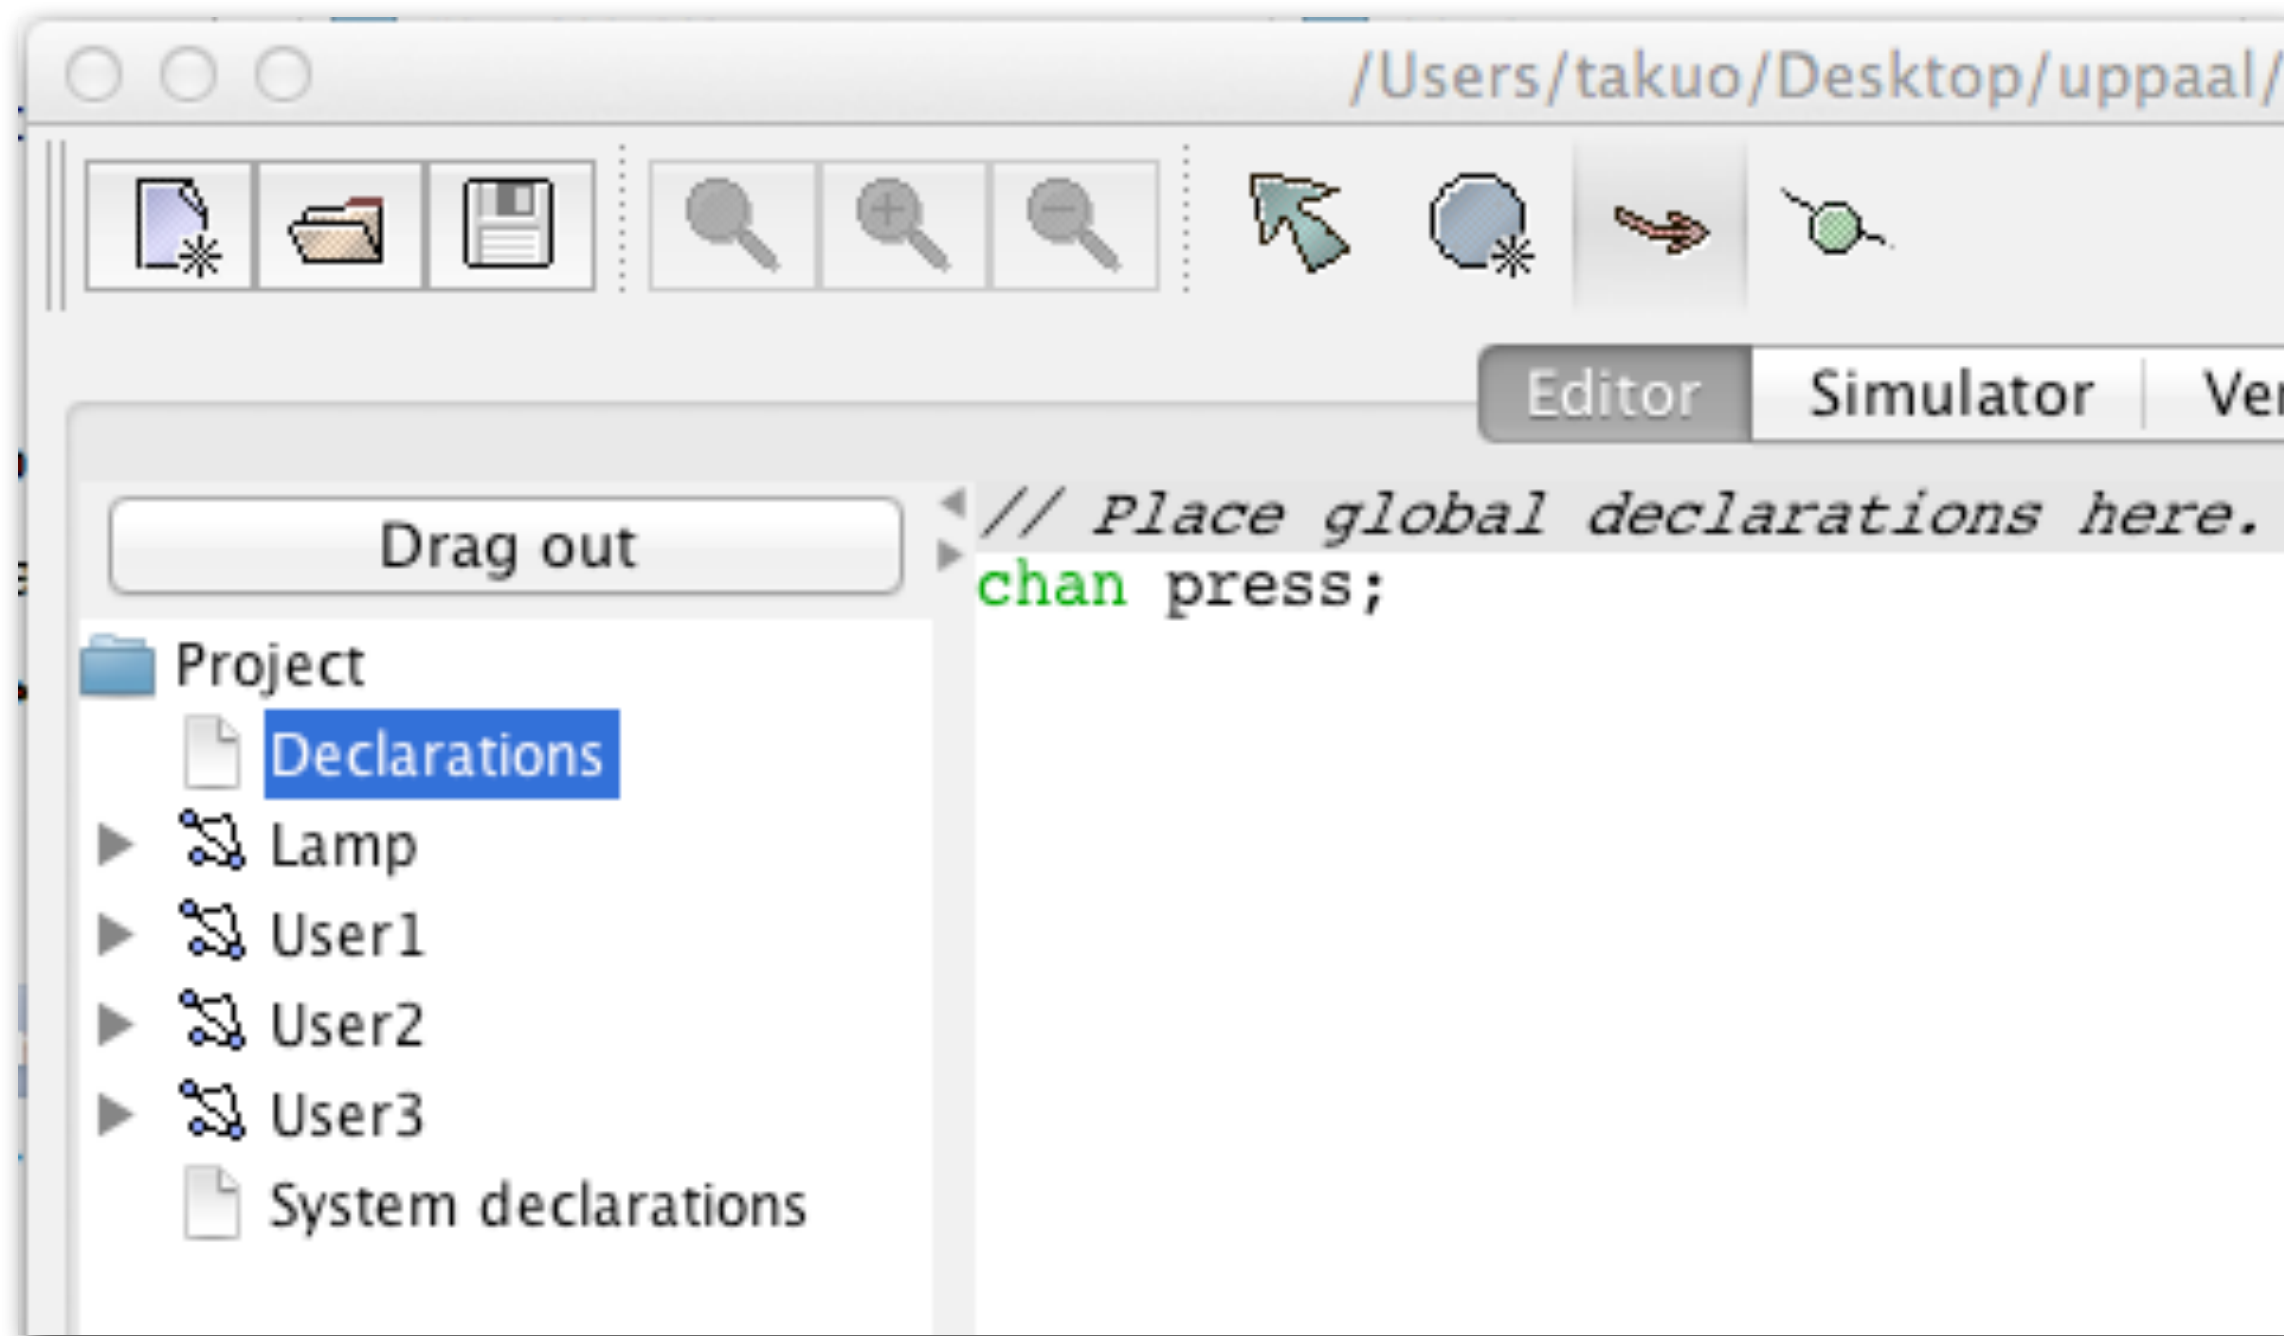 /Users/takuo/Desktop/uppaal/
Editor Simulator
Drag out
// Place global declarations here.
chan press;
Project
Declarations
Lamp
User1
User2
User3
System declarations